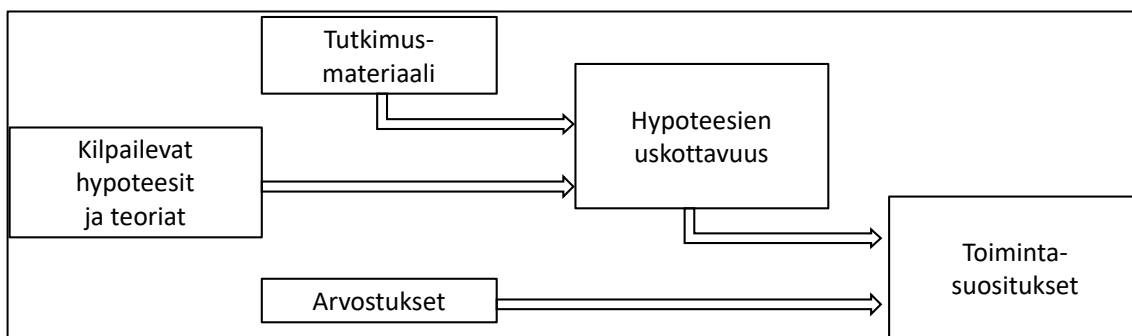 Tutkimus-
materiaali
Kilpailevat
hypoteesit
ja teoriat
Hypoteesien
uskottavuus
Arvostukset
Toiminta-
suositukset